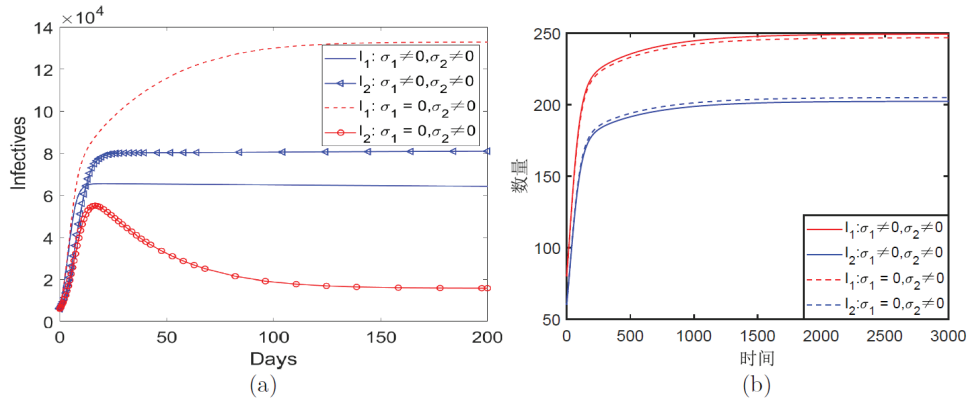 ×10⁴
14
12
10
8
6
4
2
0
Infectives
I₁: σ₁≠0,σ₂≠0
I₂: σ₁≠0,σ₂≠0
I₁: σ₁ = 0,σ₂≠0
I₂: σ₁ = 0,σ₂≠0
0 50 100 150 200
Days
(a)
250
200
150
100
50
数量
I₁:σ₁≠0,σ₂≠0
I₂:σ₁≠0,σ₂≠0
I₁:σ₁ = 0,σ₂≠0
I₂:σ₁ = 0,σ₂≠0
0 500 1000 1500 2000 2500 3000
时间
(b)